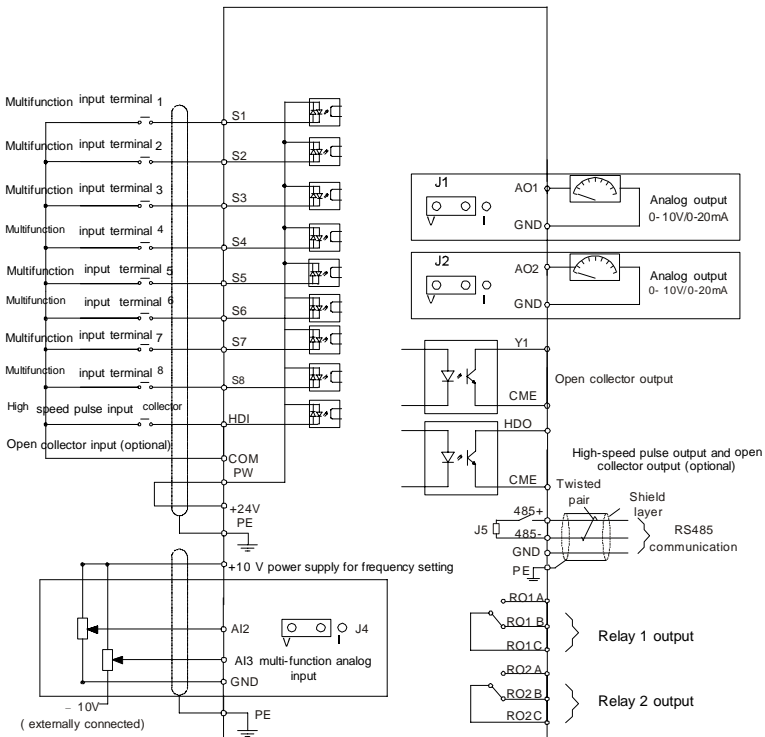 Multifunction input terminal 1
S1
Multifunction input terminal 2
S2
Multifunction input terminal 3
S3
Multifunction input terminal 4
S4
Multifunction input terminal 5
S5
Multifunction input terminal 6
S6
Multifunction input terminal 7
S7
Multifunction input terminal 8
S8
High speed pulse input collector
HDI
Open collector input (optional)
COM
PW
+24V
PE
+10 V power supply for frequency setting
AI2
V
I
J4
AI3 multi-function analog
input
GND
– 10V
( externally connected)
PE
J1
V
I
AO1
GND
Analog output
0- 10V/0-20mA
J2
V
I
AO2
GND
Analog output
0- 10V/0-20mA
Y1
CME
Open collector output
HDO
CME
High-speed pulse output and open
collector output (optional)
Twisted
pair
Shield
layer
485+
J5
485-
GND
PE
RS485
communication
RO1A
RO1B
RO1C
Relay 1 output
RO2A
RO2B
RO2C
Relay 2 output